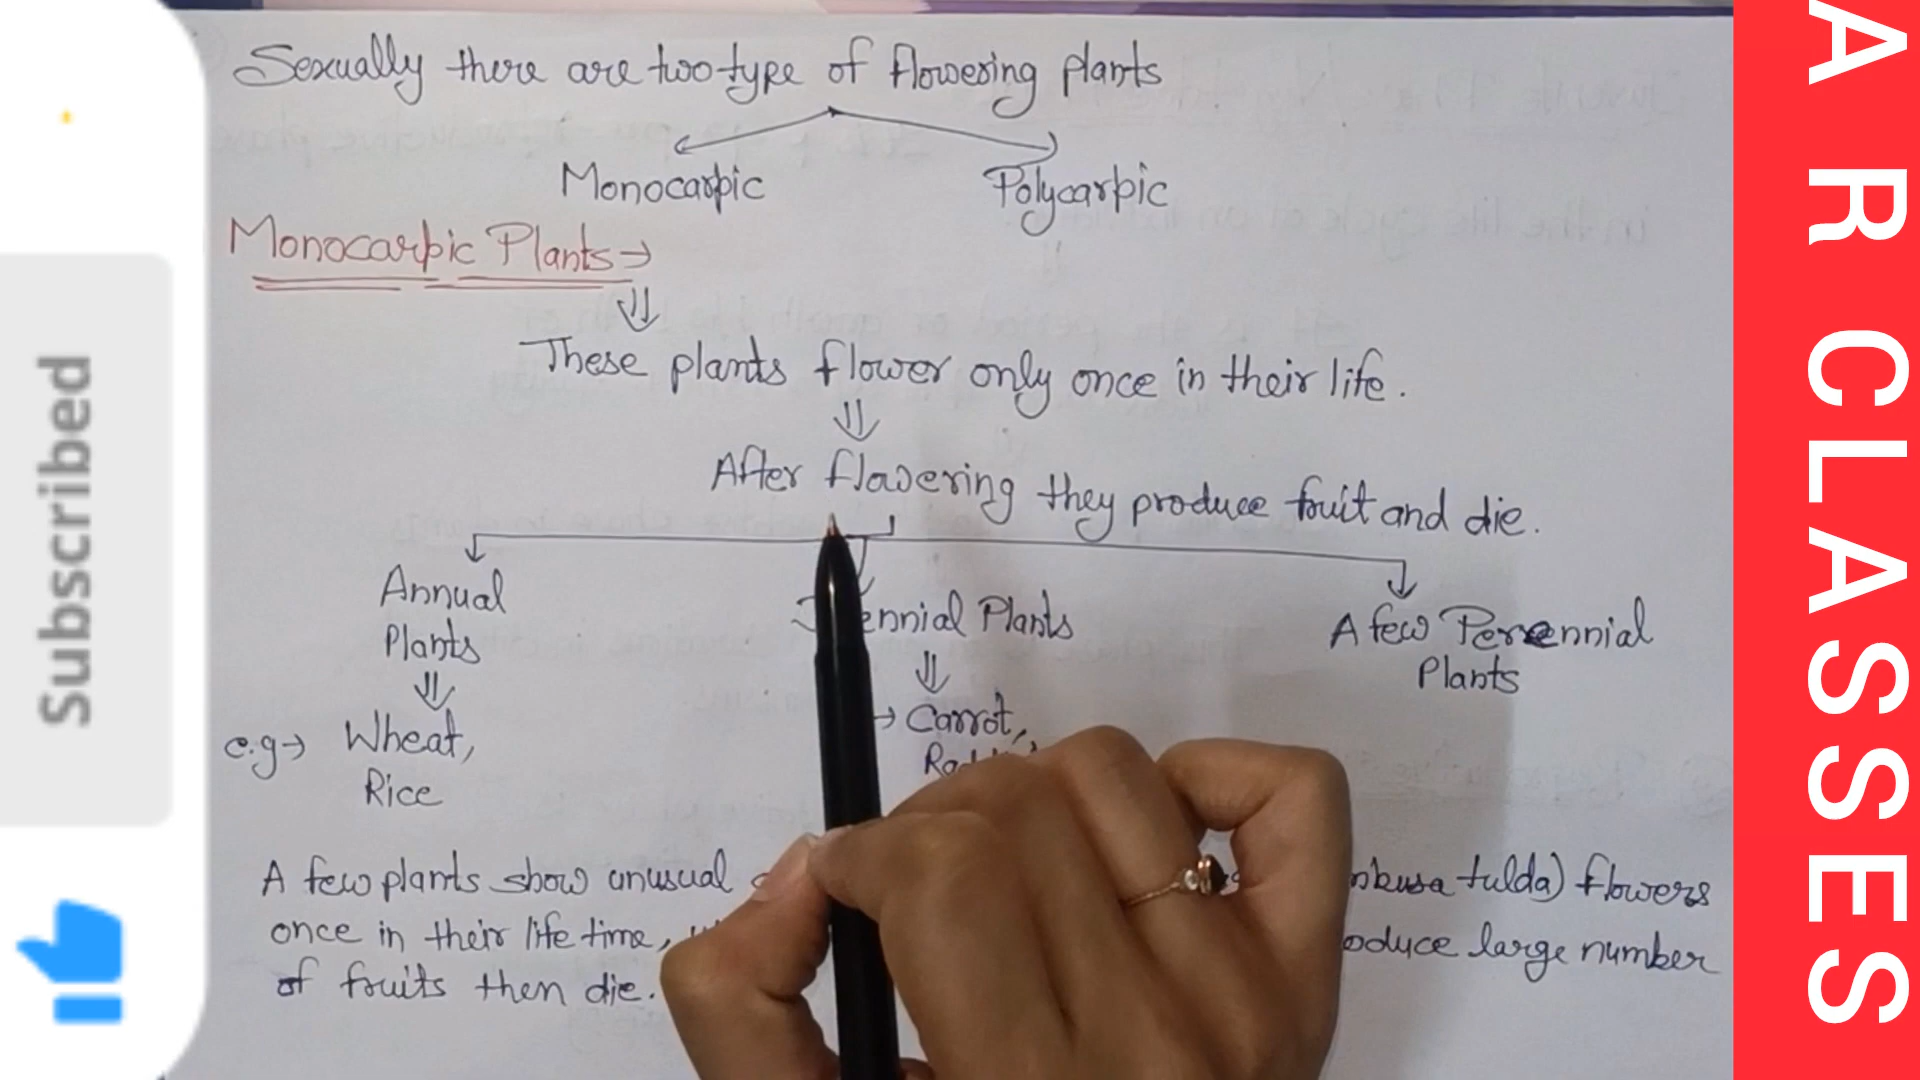 Sexually there are two type of flowering plants
Monocarpic Polycarpic
Monocarpic Plants→
These plants flower only once in their life.
After flowering they produce fruit and die.
Annual Plants
ennial Plants
A few Perennial Plants
e.g→ Wheat,
Rice
→ Carrot,
A few plants show unusual tulda) flowers
once in their life time, large number
of fruits then die.
Subscribed
A R CLASSES